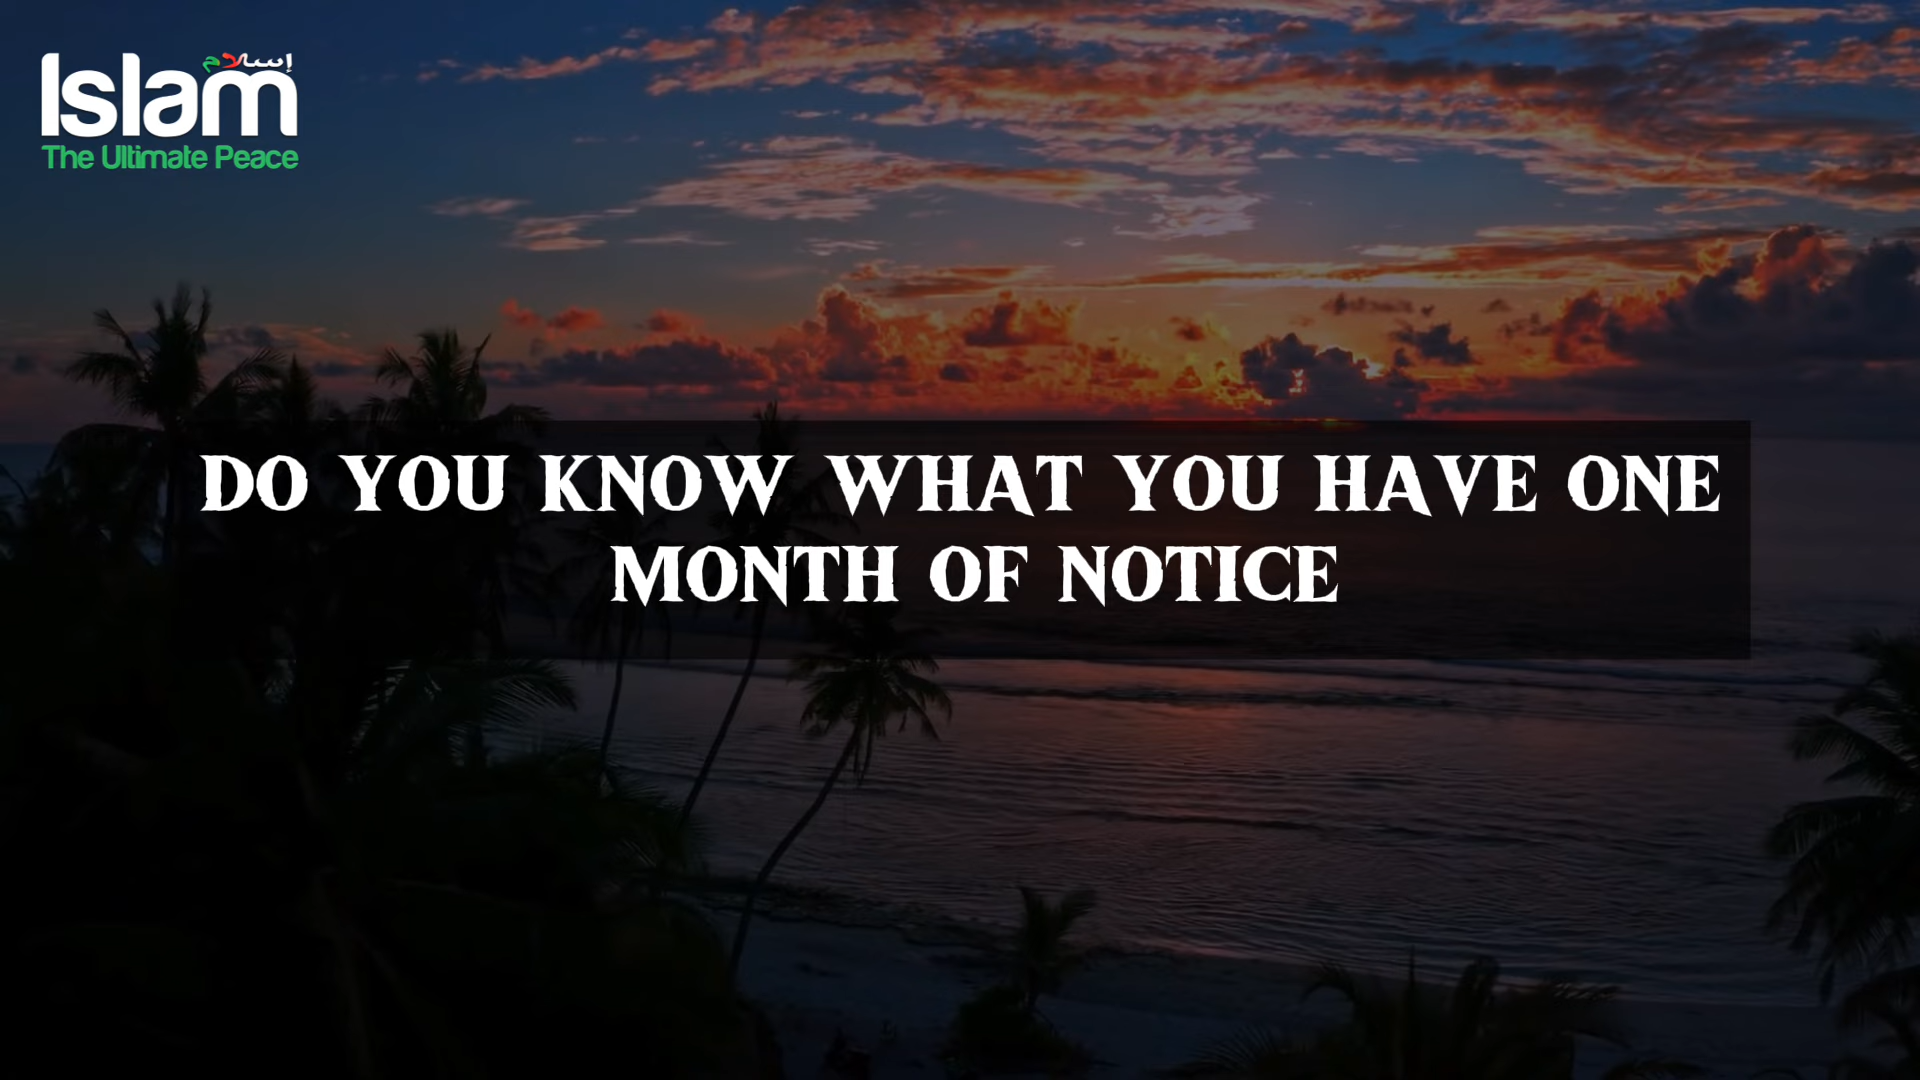 إسلام
Islam
The Ultimate Peace
DO YOU KNOW WHAT YOU HAVE ONE
MONTH OF NOTICE